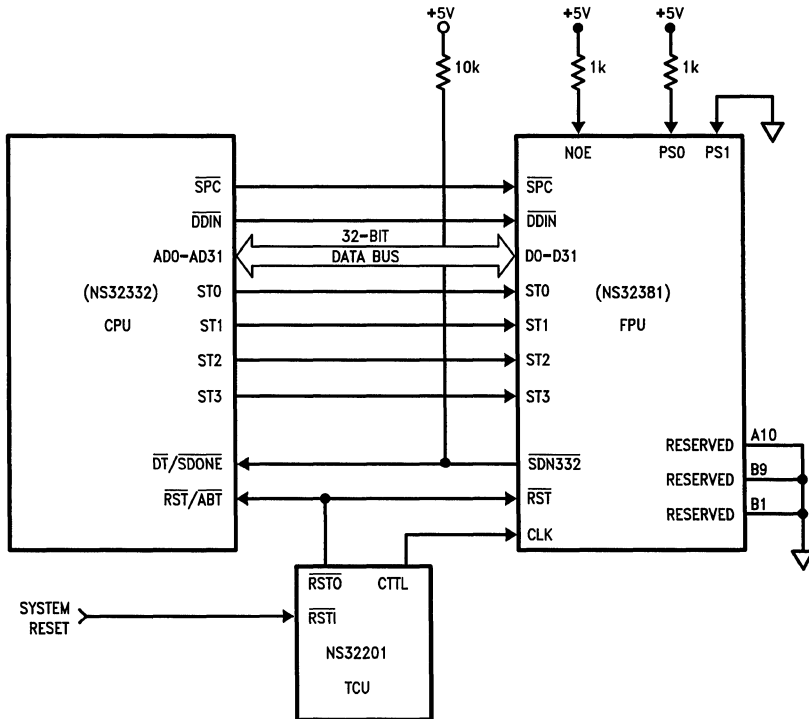 +5V
+5V
+5V
10k
1k
1k
NOE
PS0
PS1
SPC
SPC
DDIN
DDIN
32-BIT
AD0-AD31
DATA BUS
D0-D31
(NS32332)
ST0
ST0
(NS32381)
CPU
ST1
ST1
FPU
ST2
ST2
ST3
ST3
A10
RESERVED
DT/SDONE
SDN332
B9
RESERVED
RST/ABT
RST
B1
RESERVED
CLK
RSTO
CTTL
SYSTEM
RESET
RSTI
NS32201
TCU